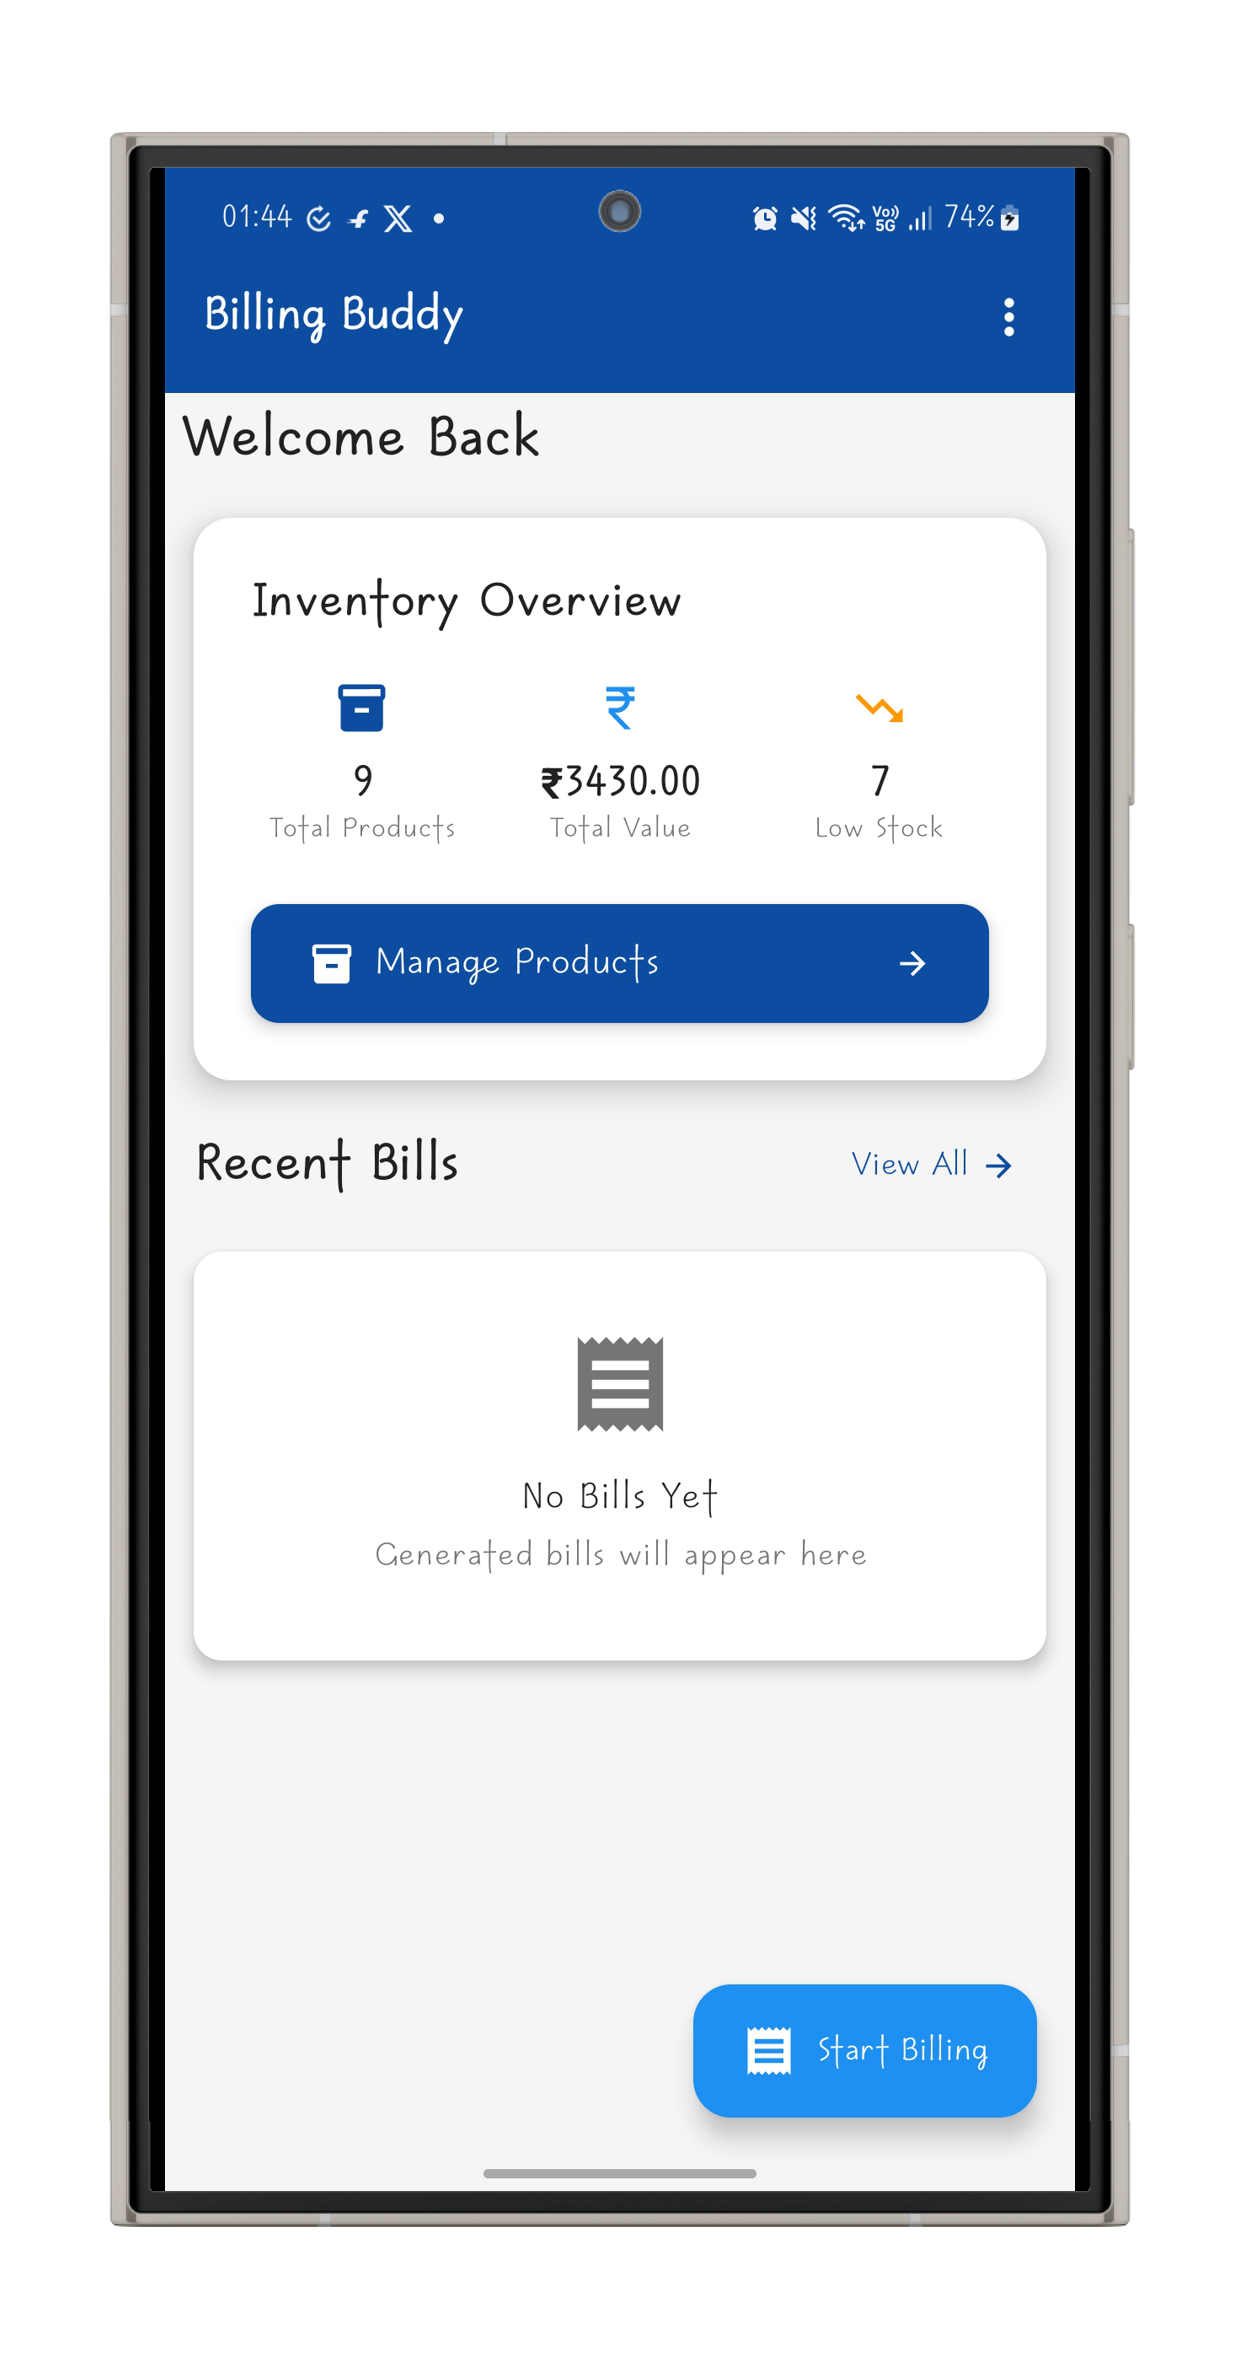 01:44 Vo)) 5G 74%
Billing Buddy
Welcome Back
Inventory Overview
9 ₹3430.00 7
Total Products Total Value Low Stock
Manage Products
Recent Bills View All
No Bills Yet
Generated bills will appear here
Start Billing